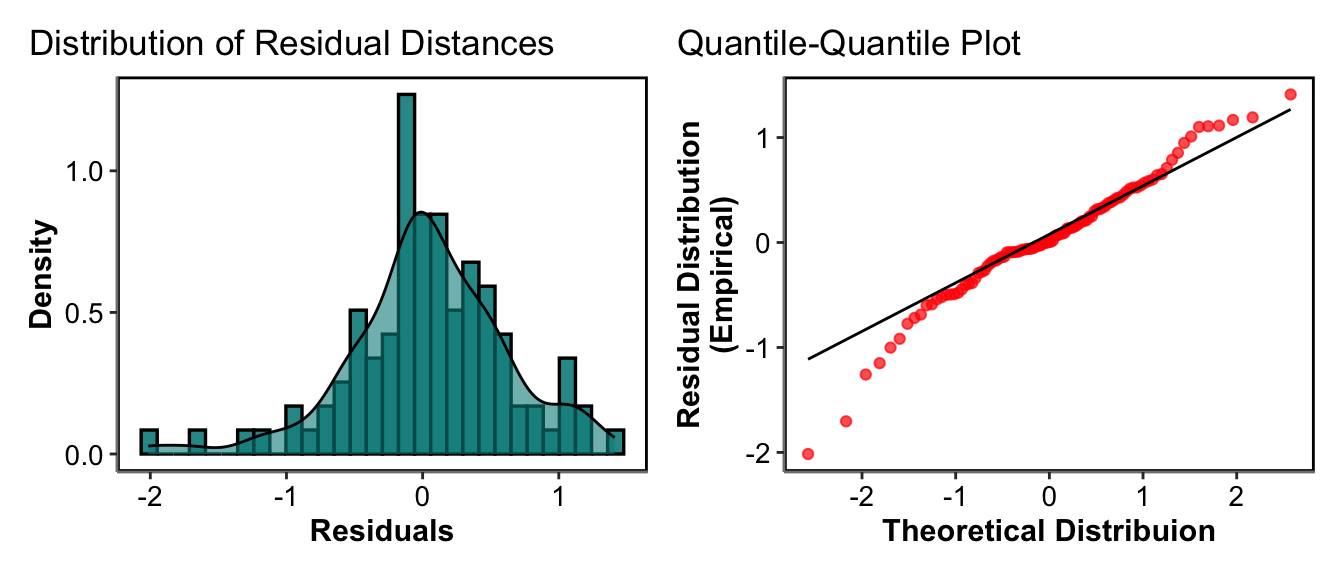 Distribution of Residual Distances
Density
1.0
0.5
0.0
-2
-1
0
1
Residuals
Quantile-Quantile Plot
Residual Distribution
(Empirical)
1
0
-1
-2
-2
-1
0
1
2
Theoretical Distribuion